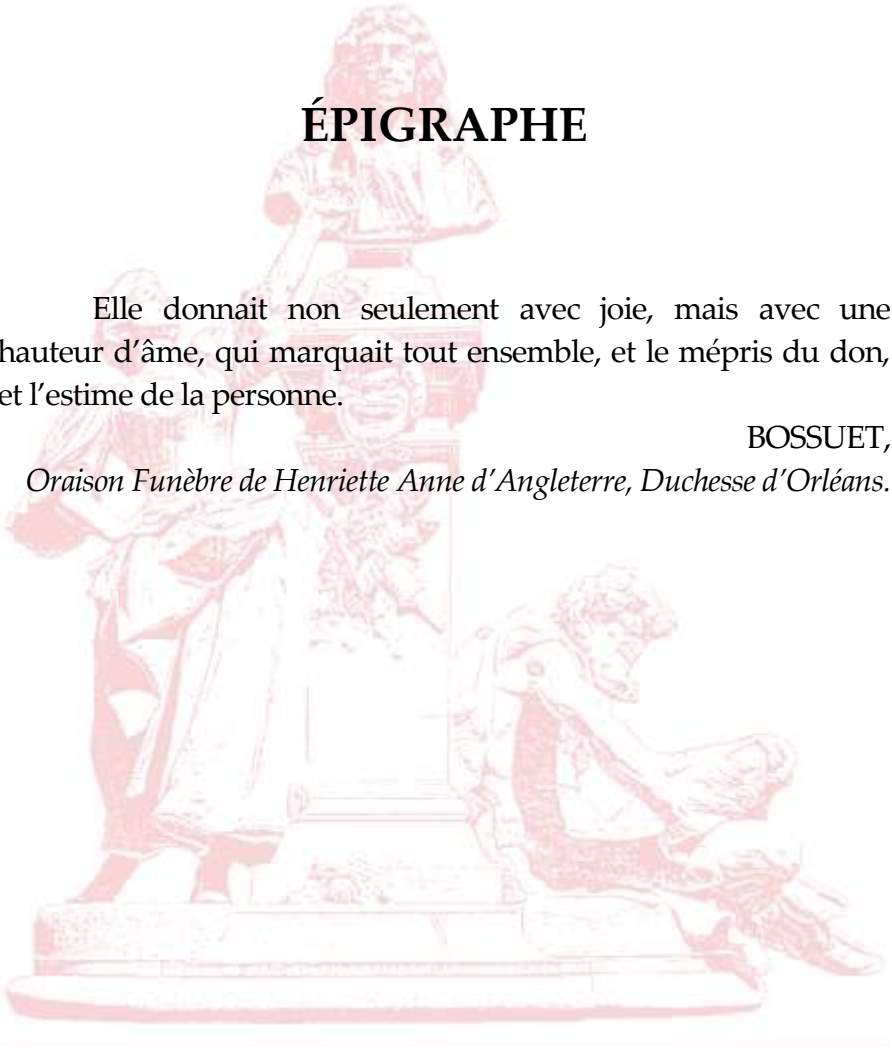 ÉPIGRAPHE
Elle donnait non seulement avec joie, mais avec une
hauteur d’âme, qui marquait tout ensemble, et le mépris du don,
et l’estime de la personne.
BOSSUET,
Oraison Funèbre de Henriette Anne d’Angleterre, Duchesse d’Orléans.